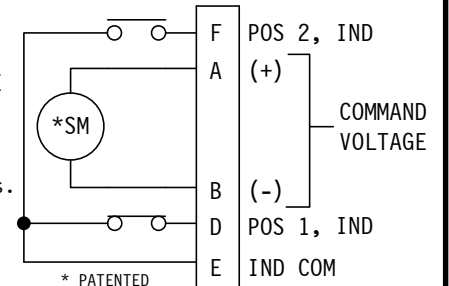 F POS 2, IND
A (+)
*SM
COMMAND
VOLTAGE
s.
B (-)
D POS 1, IND
E IND COM
* PATENTED